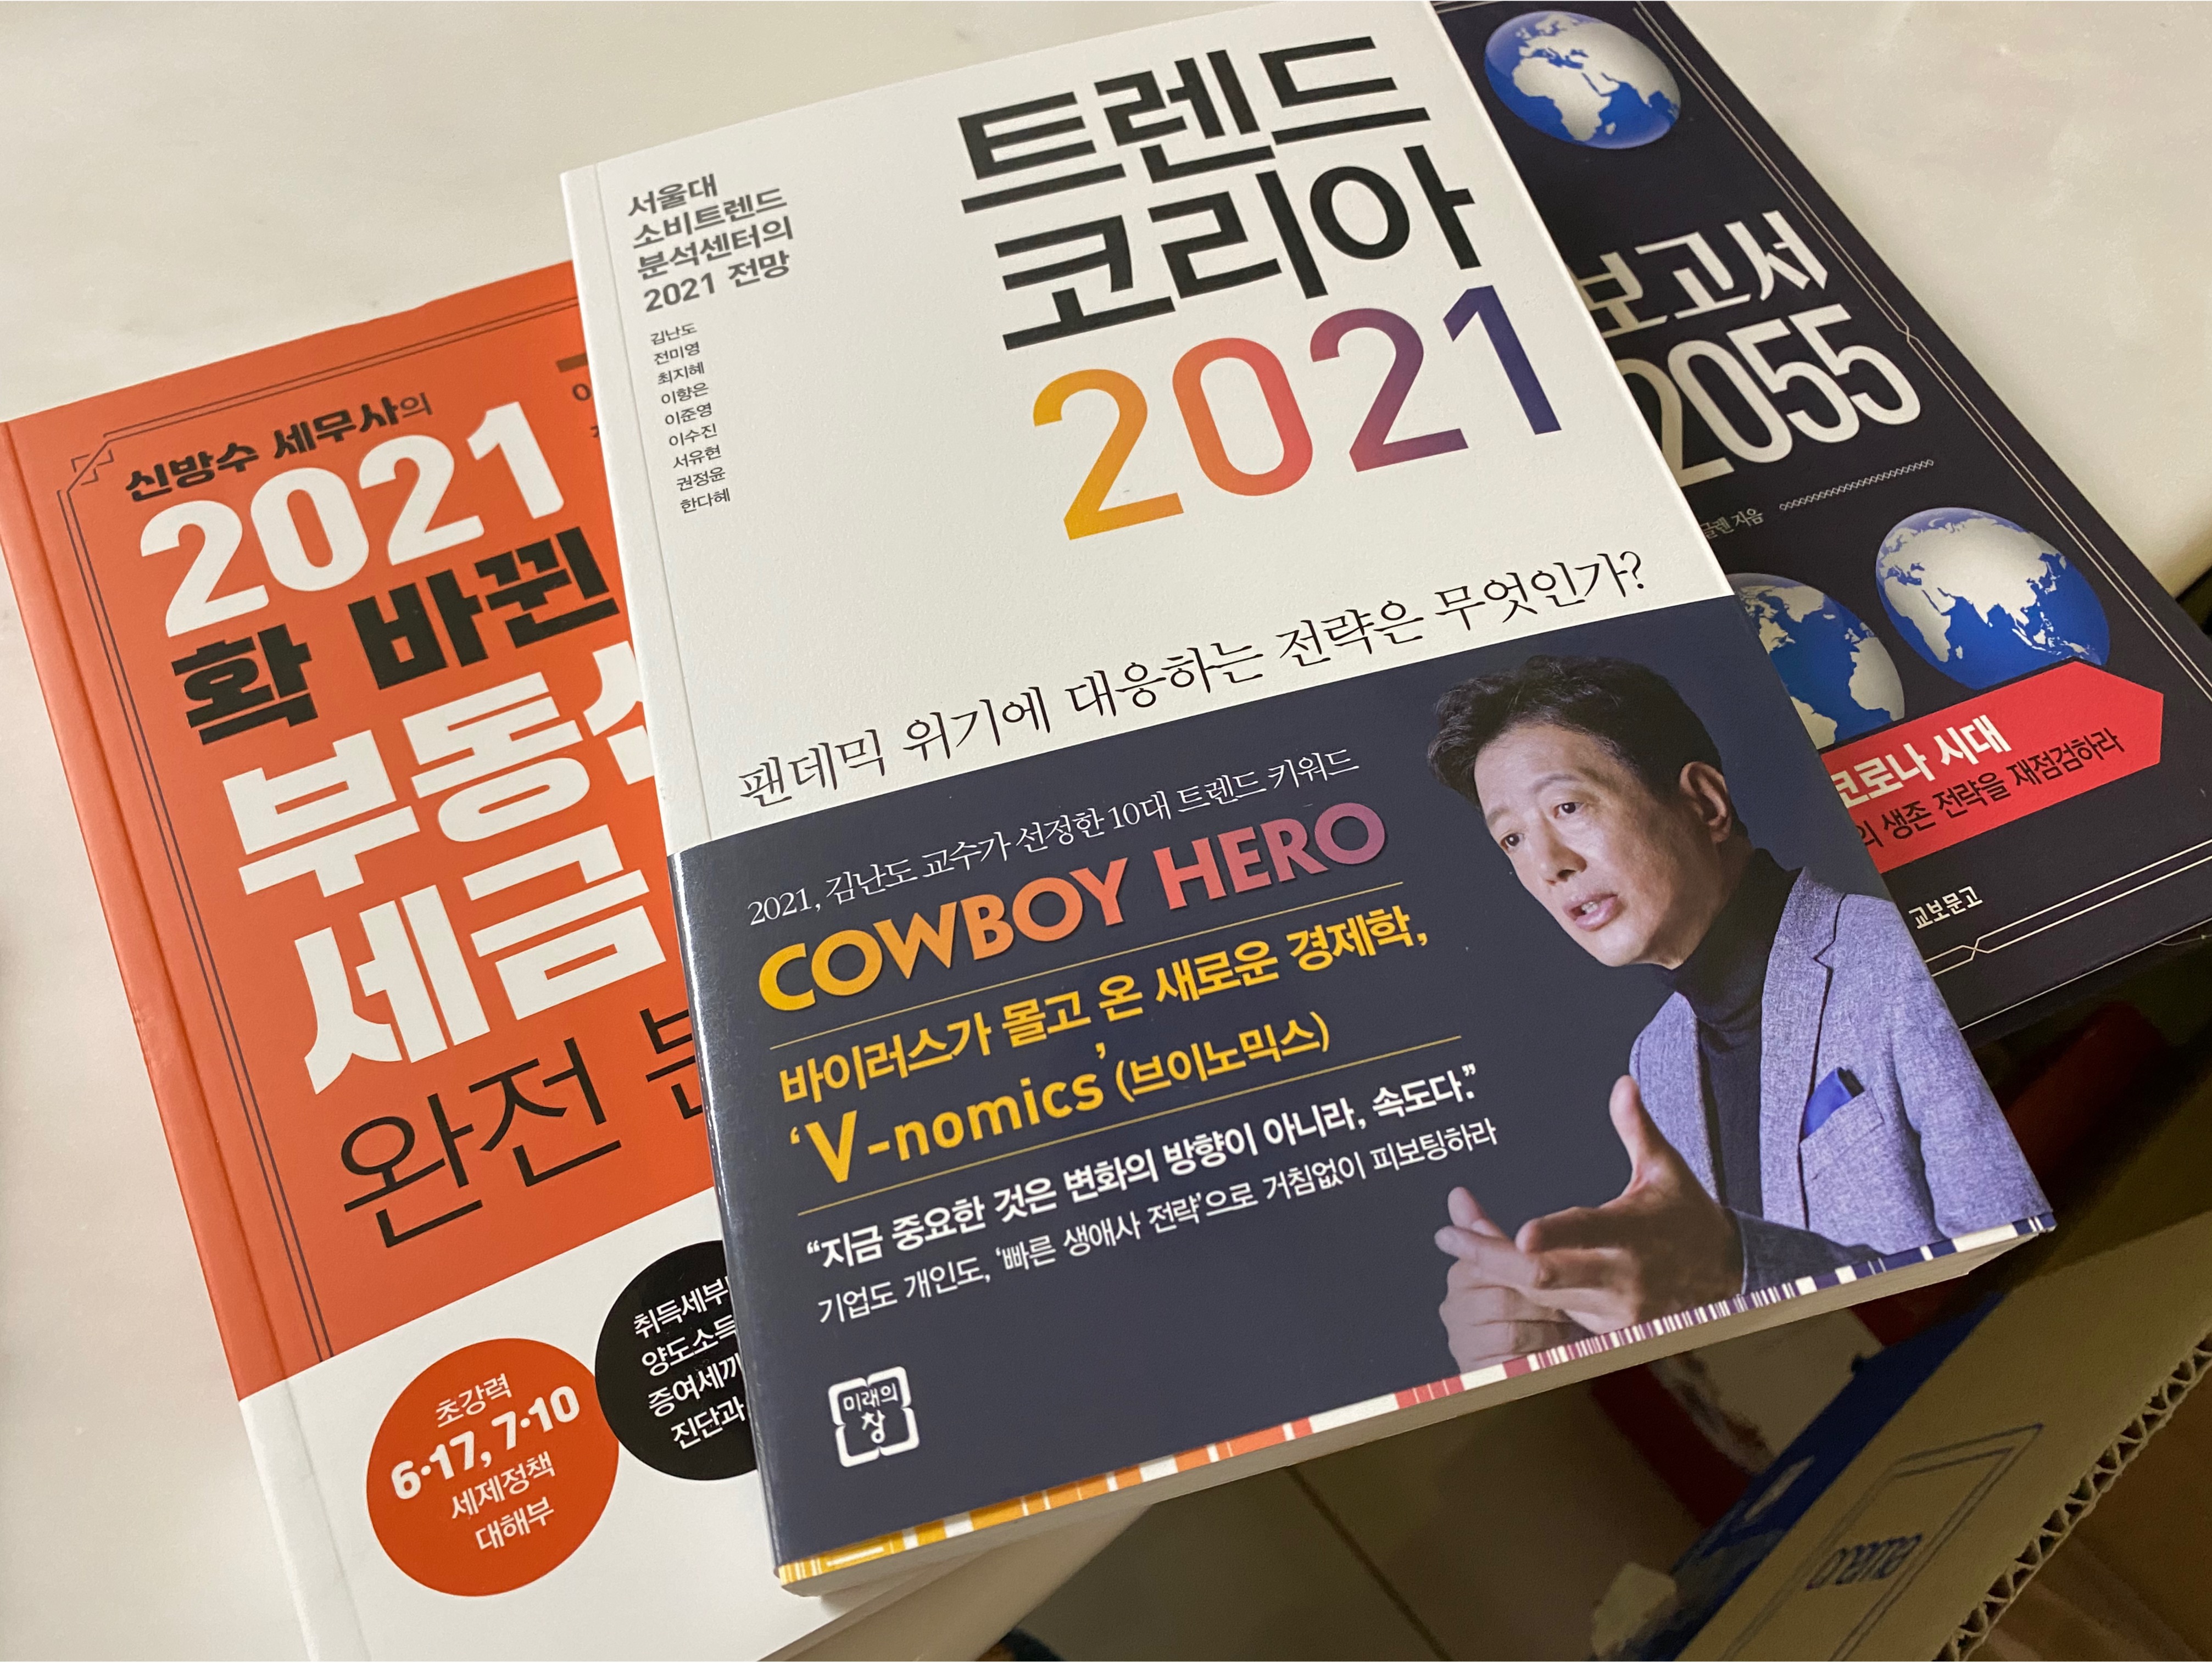 신방수 세무사의
2021
확 바뀐
부동
세금
완전
초강력
6·17, 7·10
세제정책
대해부
취득세부
양도소득
증여세까
진단과
서울대
소비트렌드
분석센터의
2021 전망
김난도
전미영
최지혜
이향은
이준영
이수진
서유현
권정윤
한다혜
트렌드
코리아
2021
팬데믹 위기에 대응하는 전략은 무엇인가?
2021, 김난도 교수가 선정한 10대 트렌드 키워드
COWBOY HERO
바이러스가 몰고 온 새로운 경제학,
‘V-nomics’(브이노믹스)
“지금 중요한 것은 변화의 방향이 아니라, 속도다.”
기업도 개인도, ‘빠른 생애사 전략’으로 거침없이 피보팅하라
미래의
창
보고서
2055
글렌 지음
코로나 시대
의 생존 전략을 재점검하라
교보문고